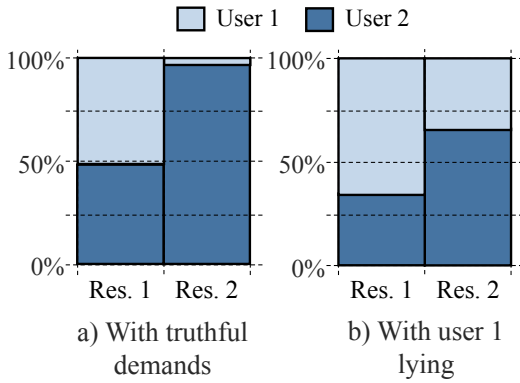 User 1 User 2
100% 100%
50% 50%
0% 0%
Res. 1 Res. 2 Res. 1 Res. 2
a) With truthful b) With user 1
demands lying